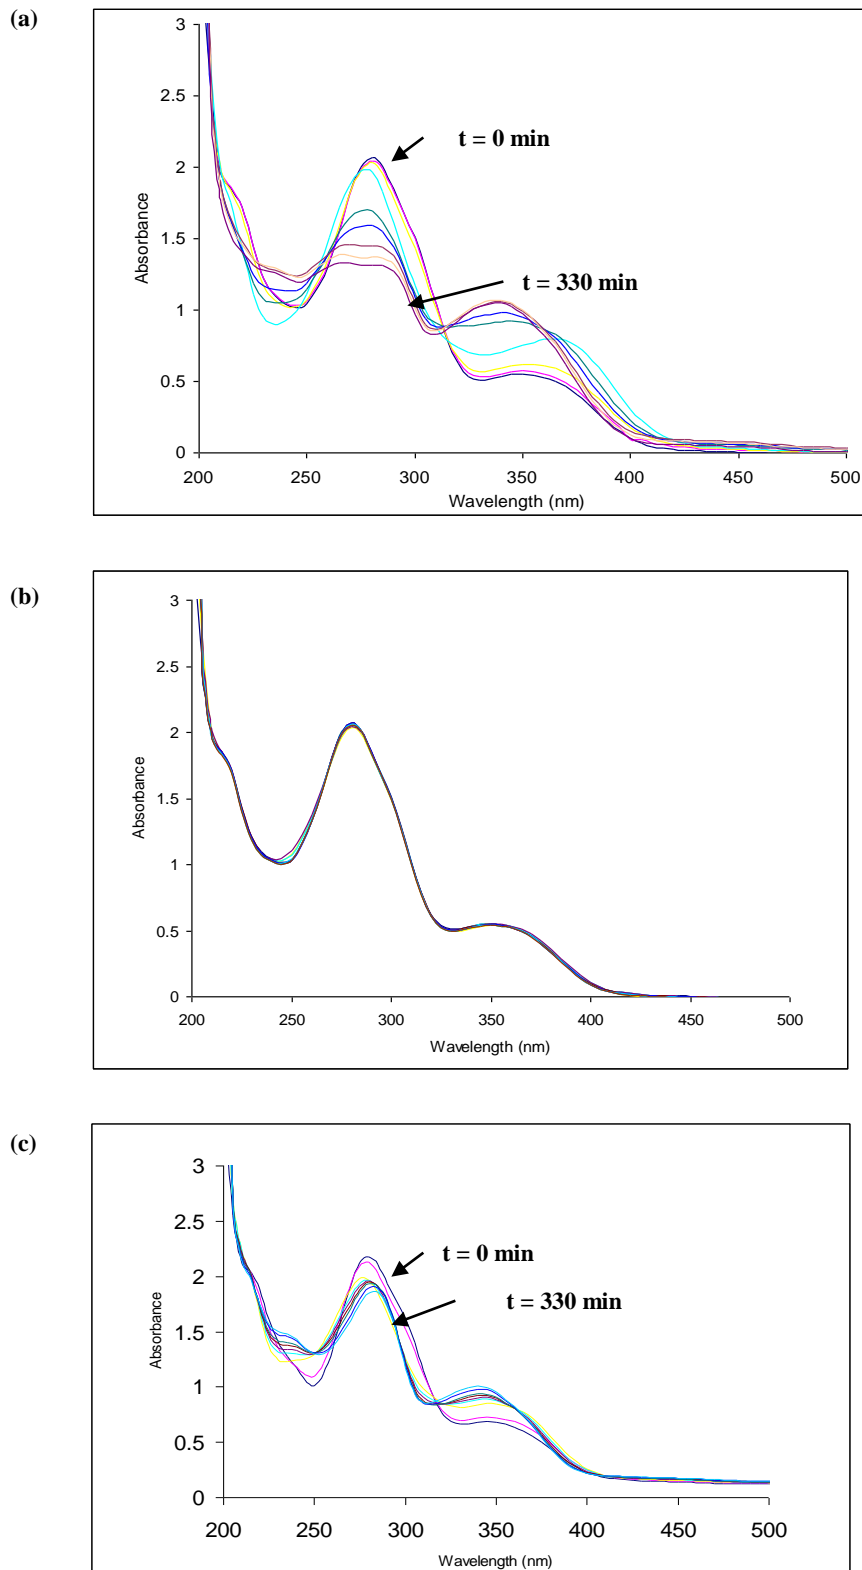 (a)
3
2.5
2
1.5
1
0.5
0
Absorbance
t = 0 min
t = 330 min
200 250 300 350 400 450 500
Wavelength (nm)
(b)
3
2.5
2
1.5
1
0.5
0
Absorbance
200 250 300 350 400 450 500
Wavelength (nm)
(c)
3
2.5
2
1.5
1
0.5
0
Absorbance
t = 0 min
t = 330 min
200 250 300 350 400 450 500
Wavelength (nm)